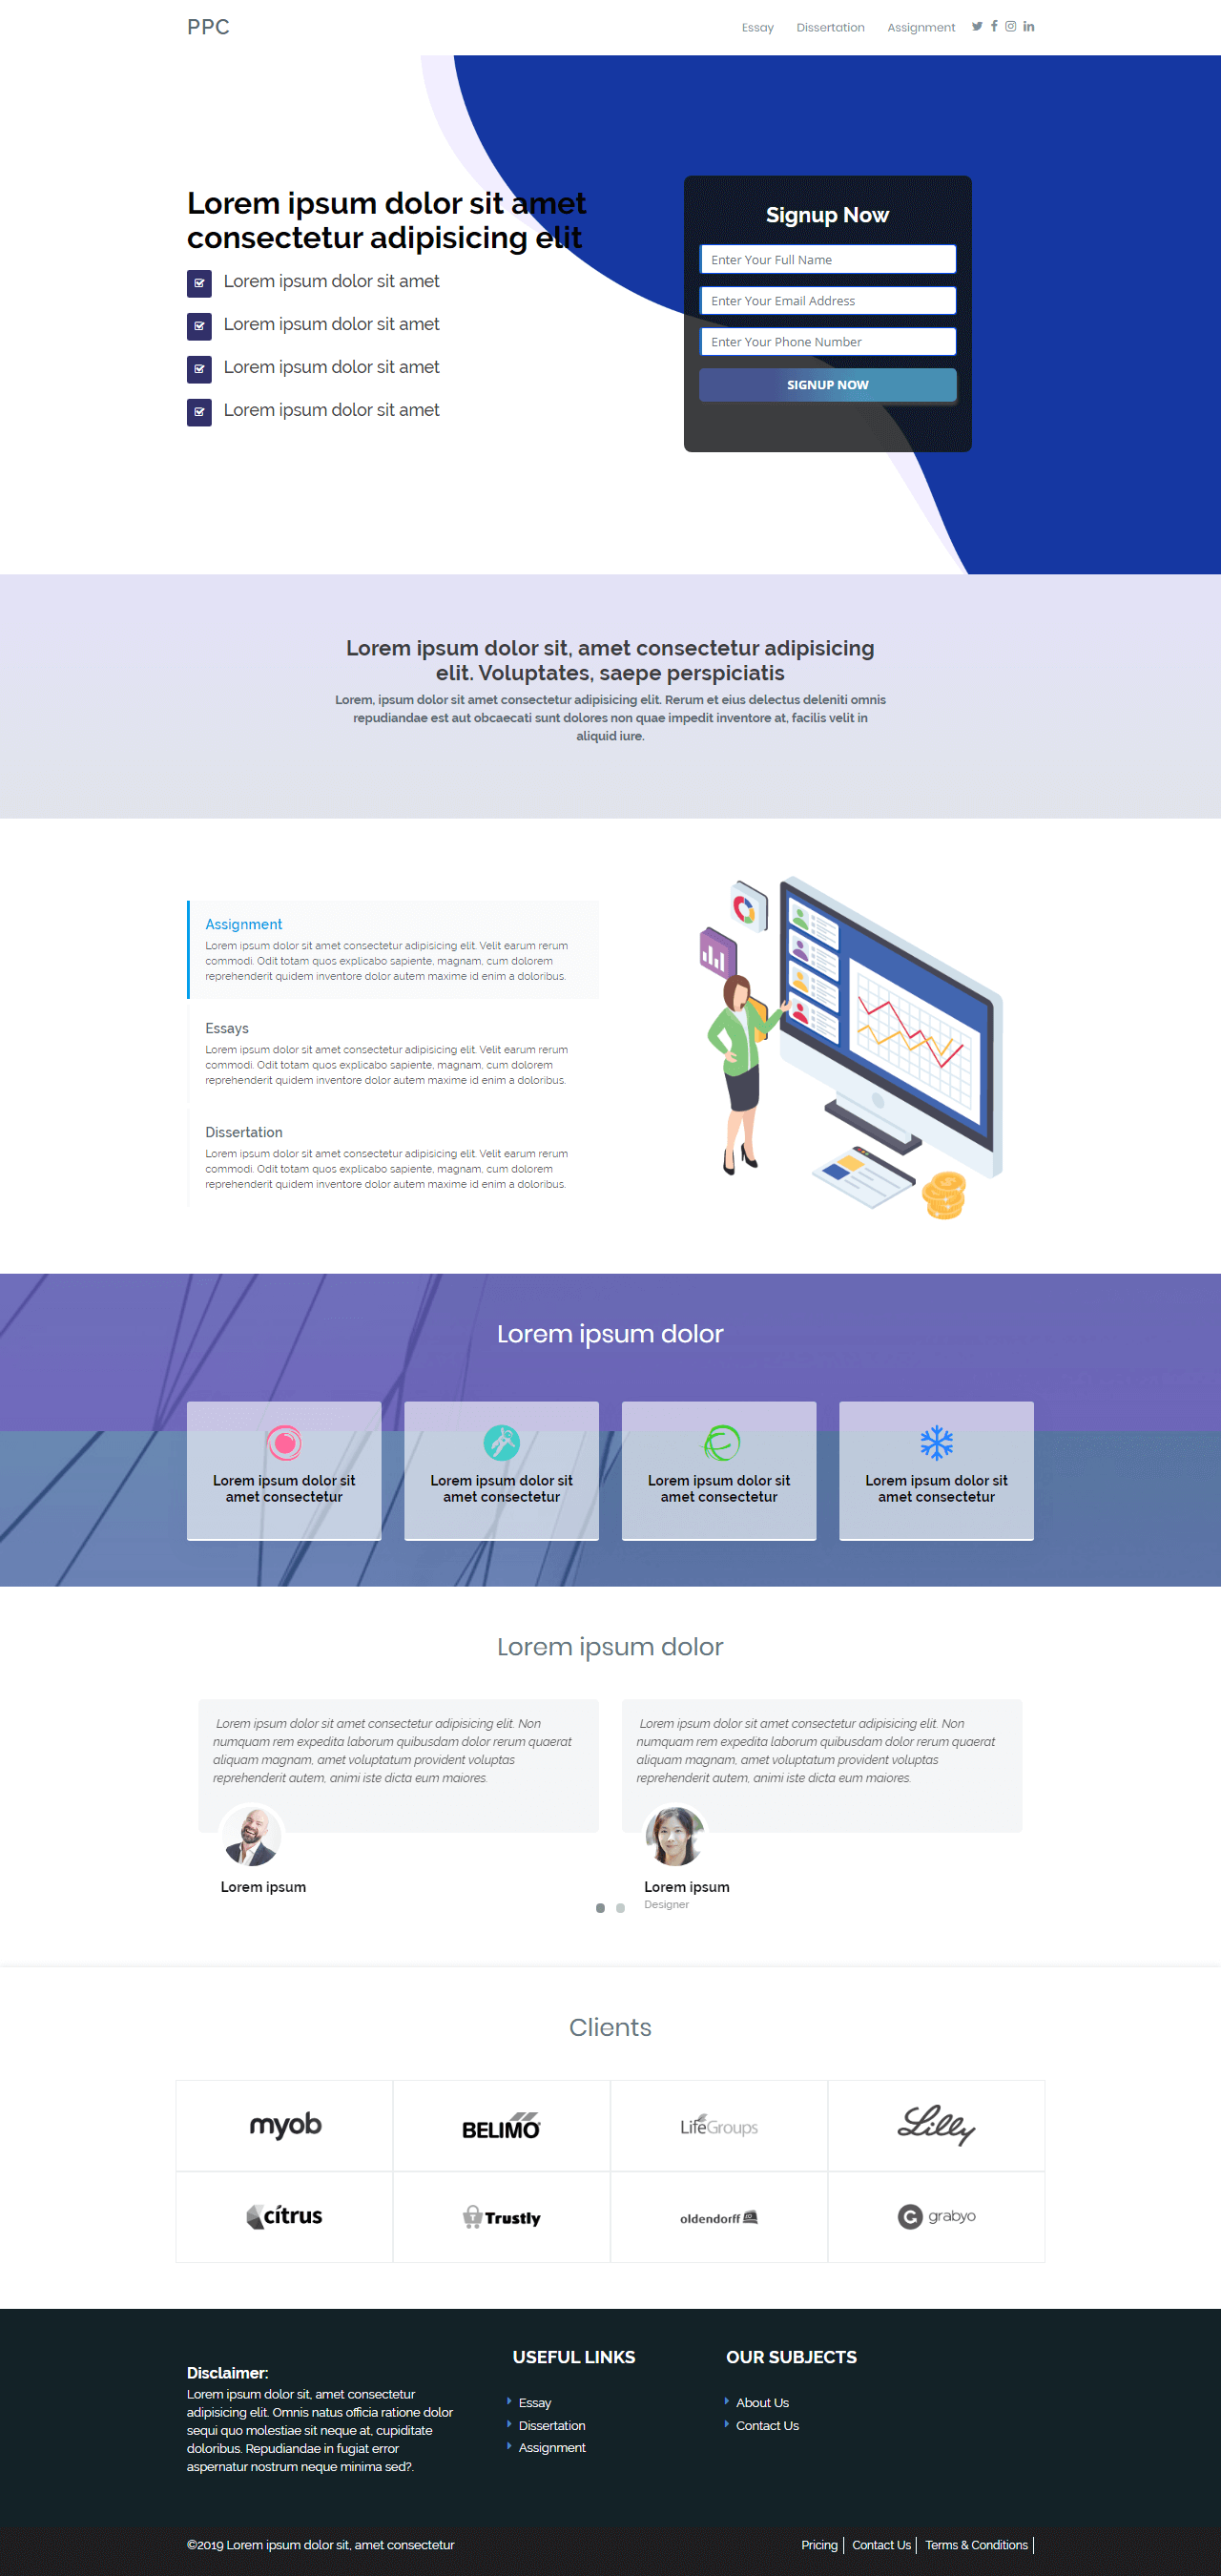 PPC
Essay Dissertation Assignment
Lorem ipsum dolor sit amet
consectetur adipisicing elit
Lorem ipsum dolor sit amet
Lorem ipsum dolor sit amet
Lorem ipsum dolor sit amet
Lorem ipsum dolor sit amet
Signup Now
Enter Your Full Name
Enter Your Email Address
Enter Your Phone Number
SIGNUP NOW
Lorem ipsum dolor sit, amet consectetur adipisicing
elit. Voluptates, saepe perspiciatis
Lorem, ipsum dolor sit amet consectetur adipisicing elit. Rerum et eius delectus deleniti omnis
repudiandae est aut obcaecati sunt dolores non quae impedit inventore at, facilis velit in
aliquid iure.
Assignment
Lorem ipsum dolor sit amet consectetur adipisicing elit. Velit earum rerum
commodi. Odit totam quos explicabo sapiente, magnam, cum dolorem
reprehenderit quidem inventore dolor autem maxime id enim a doloribus.
Essays
Lorem ipsum dolor sit amet consectetur adipisicing elit. Velit earum rerum
commodi. Odit totam quos explicabo sapiente, magnam, cum dolorem
reprehenderit quidem inventore dolor autem maxime id enim a doloribus.
Dissertation
Lorem ipsum dolor sit amet consectetur adipisicing elit. Velit earum rerum
commodi. Odit totam quos explicabo sapiente, magnam, cum dolorem
reprehenderit quidem inventore dolor autem maxime id enim a doloribus.
Lorem ipsum dolor
Lorem ipsum dolor sit
amet consectetur
Lorem ipsum dolor sit
amet consectetur
Lorem ipsum dolor sit
amet consectetur
Lorem ipsum dolor sit
amet consectetur
Lorem ipsum dolor
Lorem ipsum dolor sit amet consectetur adipisicing elit. Non
numquam rem expedita laborum quibusdam dolor rerum quaerat
aliquam magnam, amet voluptatum provident voluptas
reprehenderit autem, animi iste dicta eum maiores.
Lorem ipsum
Lorem ipsum dolor sit amet consectetur adipisicing elit. Non
numquam rem expedita laborum quibusdam dolor rerum quaerat
aliquam magnam, amet voluptatum provident voluptas
reprehenderit autem, animi iste dicta eum maiores.
Lorem ipsum
Designer
Clients
myob
BELIMO
LifeGroups
Lilly
citrus
Trustly
oldendorff
grabyo
Disclaimer:
Lorem ipsum dolor sit, amet consectetur
adipisicing elit. Omnis natus officia ratione dolor
sequi quo molestiae sit neque at, cupiditate
doloribus. Repudiandae in fugiat error
aspernatur nostrum neque minima sed?.
USEFUL LINKS
Essay
Dissertation
Assignment
OUR SUBJECTS
About Us
Contact Us
©2019 Lorem ipsum dolor sit, amet consectetur
Pricing Contact Us Terms & Conditions